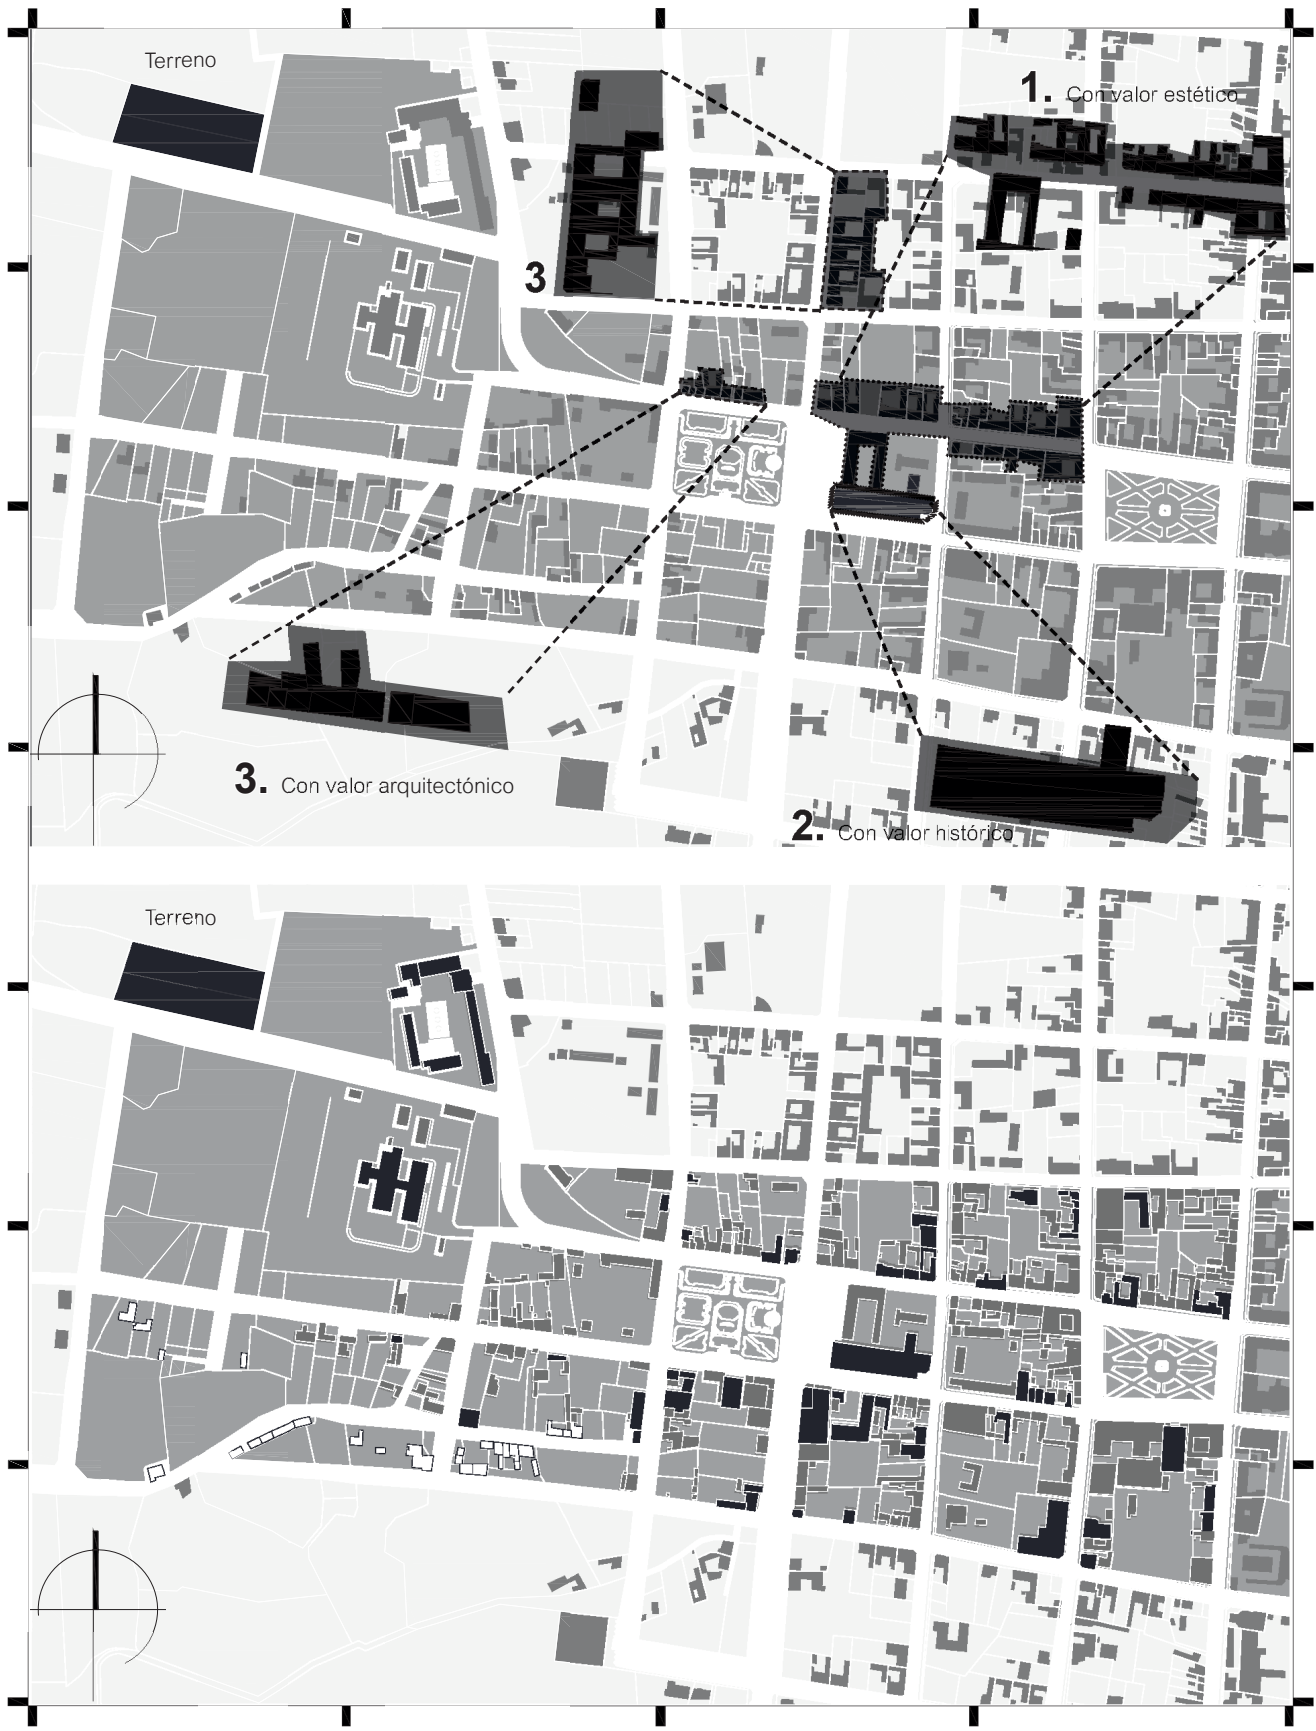 Terreno
1. Con valor estético
3
3. Con valor arquitectónico
2. Con valor histórico
Terreno